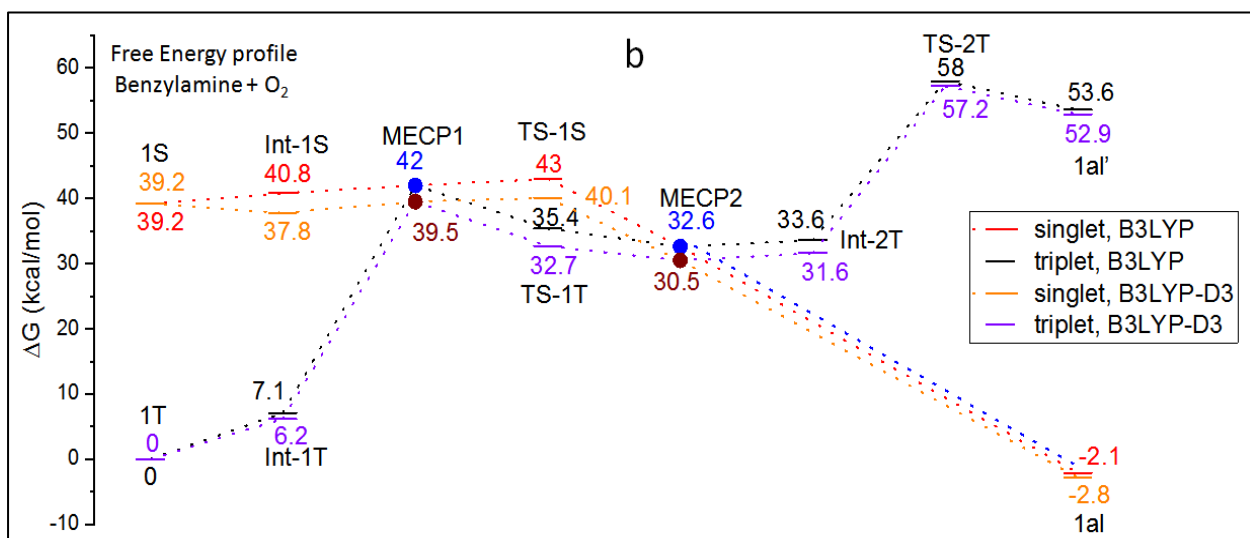 Free Energy profile
Benzylamine + O₂
b
ΔG (kcal/mol)
60
50
40
30
20
10
0
-10
1S
39.2
39.2
Int-1S
40.8
37.8
MECP1
42
39.5
TS-1S
43
40.1
35.4
32.7
TS-1T
MECP2
32.6
30.5
33.6
Int-2T
31.6
TS-2T
58
57.2
53.6
52.9
1al'
1T
0
0
7.1
6.2
Int-1T
-2.1
-2.8
1al
singlet, B3LYP
triplet, B3LYP
singlet, B3LYP-D3
triplet, B3LYP-D3